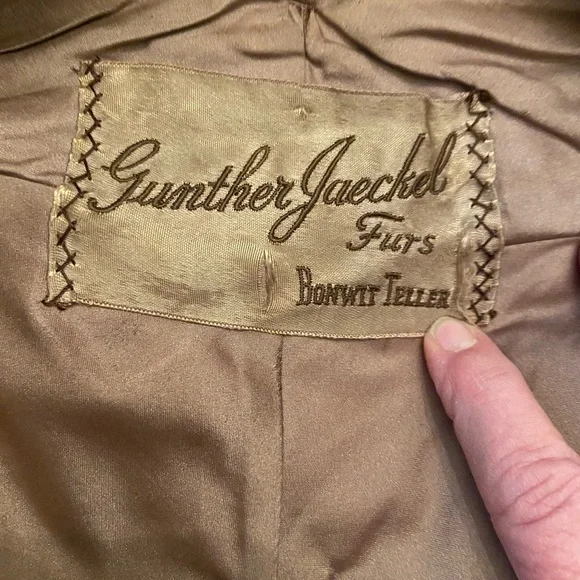 Gunther Jaeckel
Furs
BONWIT TELLER